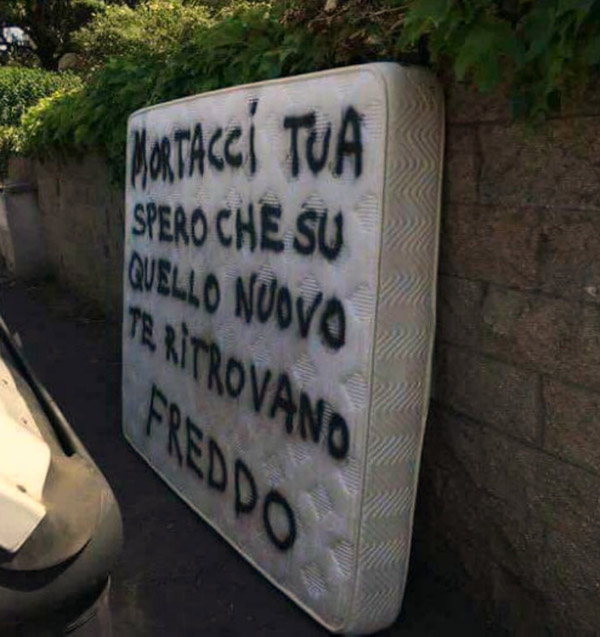 MORTACCi TUA
SPERO CHE SU
QUELLO NUOVO
TE RiTROVANO
FREDDO